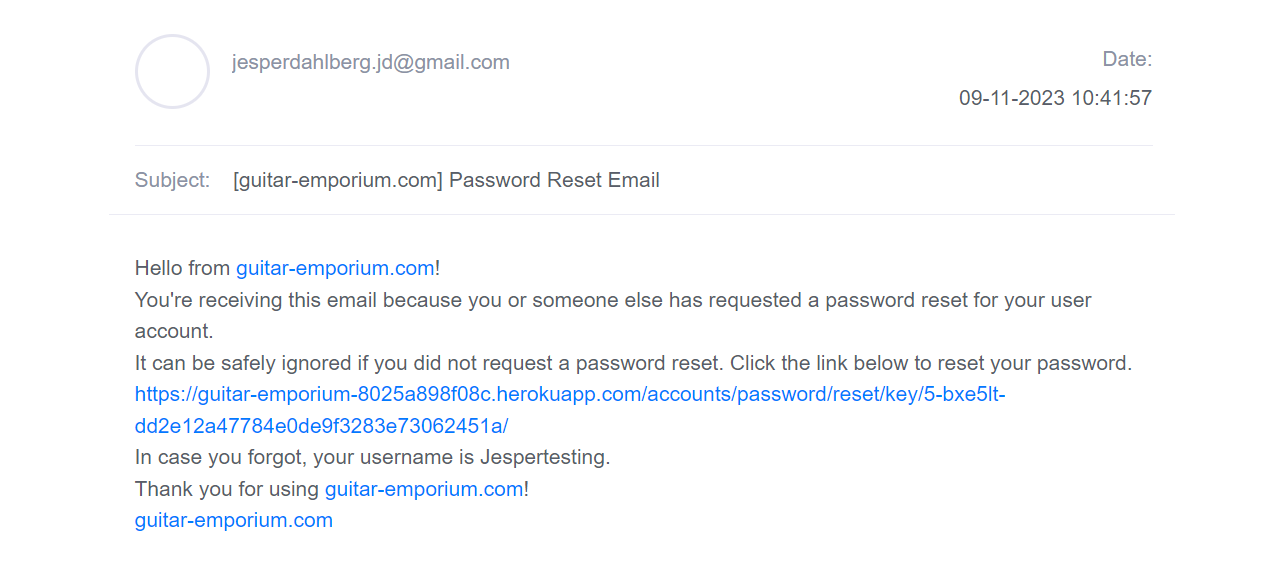 jesperdahlberg.jd@gmail.com
Date:
09-11-2023 10:41:57
Subject: [guitar-emporium.com] Password Reset Email
Hello from guitar-emporium.com!
You're receiving this email because you or someone else has requested a password reset for your user
account.
It can be safely ignored if you did not request a password reset. Click the link below to reset your password.
https://guitar-emporium-8025a898f08c.herokuapp.com/accounts/password/reset/key/5-bxe5lt-
dd2e12a47784e0de9f3283e73062451a/
In case you forgot, your username is Jespertesting.
Thank you for using guitar-emporium.com!
guitar-emporium.com